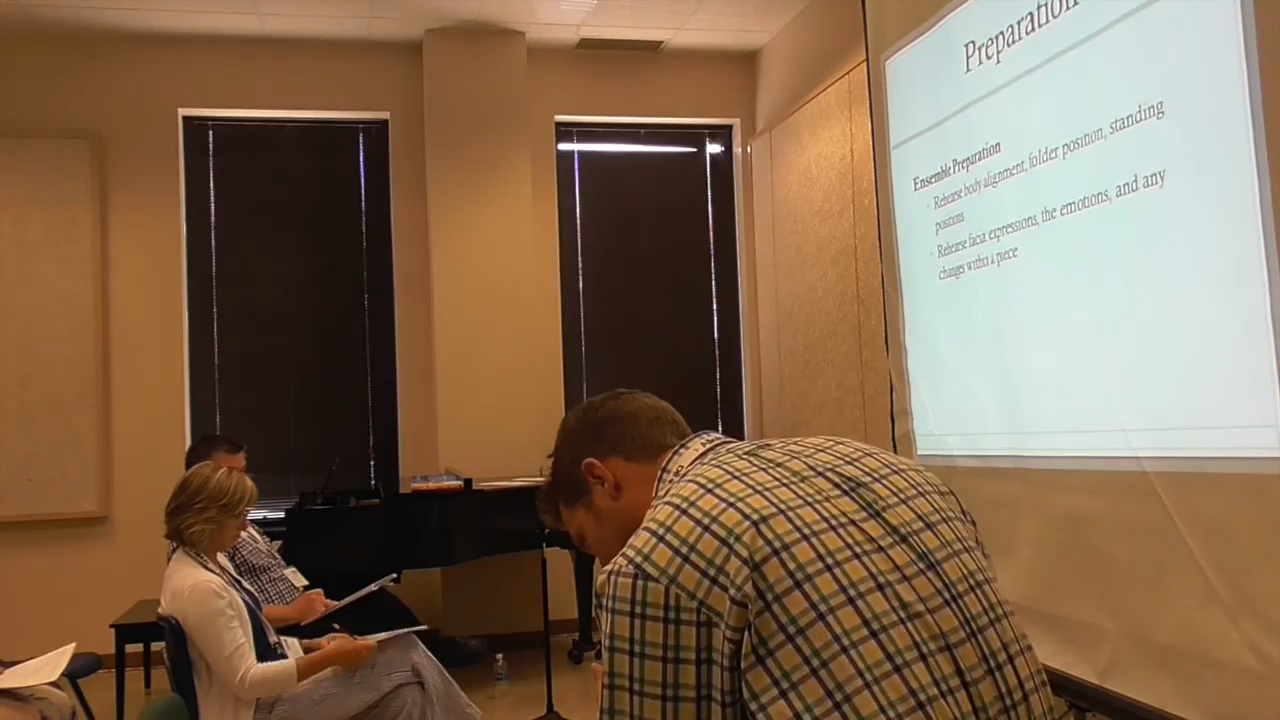 Preparation
Ensemble Preparation
Rehearse body alignment, folder position, standing
positions
Rehearse facial expressions, the emotions, and any
changes within a piece